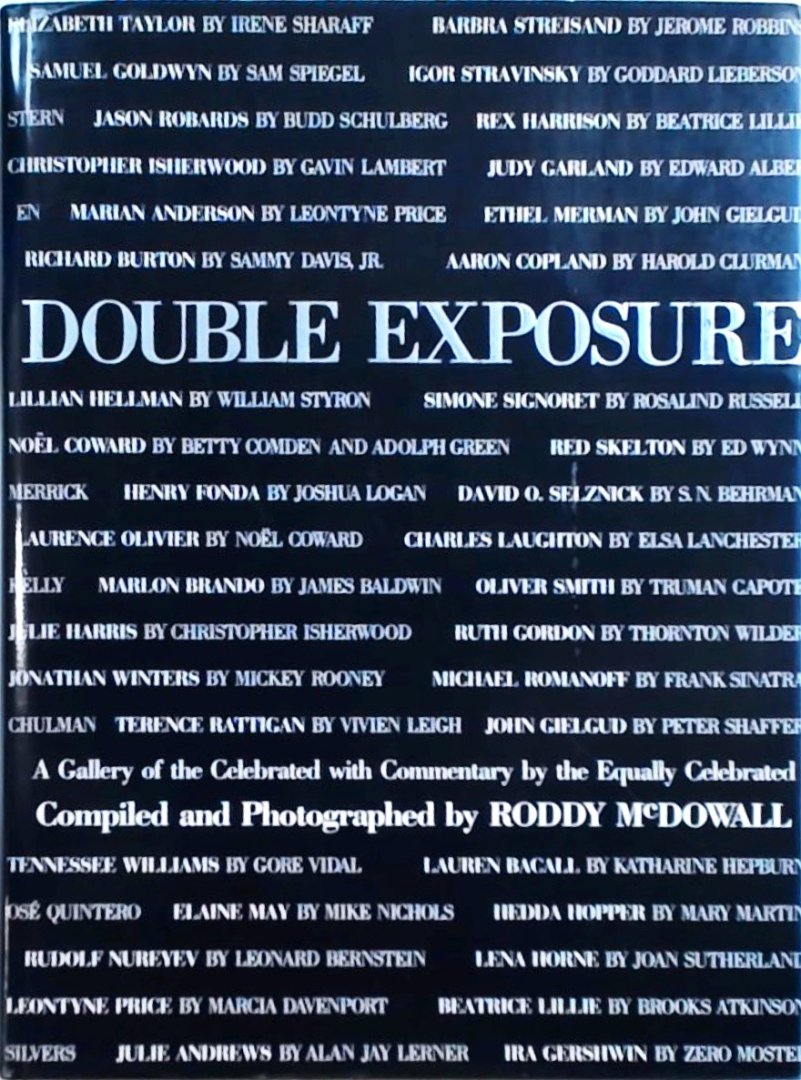 ELIZABETH TAYLOR BY IRENE SHARAFF BARBRA STREISAND BY JEROME ROBBINS
SAMUEL GOLDWYN BY SAM SPIEGEL IGOR STRAVINSKY BY GODDARD LIEBERSON
STERN JASON ROBARDS BY BUDD SCHULBERG REX HARRISON BY BEATRICE LILLIE
CHRISTOPHER ISHERWOOD BY GAVIN LAMBERT JUDY GARLAND BY EDWARD ALBEE
EN MARIAN ANDERSON BY LEONTYNE PRICE ETHEL MERMAN BY JOHN GIELGUD
RICHARD BURTON BY SAMMY DAVIS, JR. AARON COPLAND BY HAROLD CLURMAN
DOUBLE EXPOSURE
LILLIAN HELLMAN BY WILLIAM STYRON SIMONE SIGNORET BY ROSALIND RUSSELL
NOËL COWARD BY BETTY COMDEN AND ADOLPH GREEN RED SKELTON BY ED WYNN
MERRICK HENRY FONDA BY JOSHUA LOGAN DAVID O. SELZNICK BY S. N. BEHRMAN
LAURENCE OLIVIER BY NOËL COWARD CHARLES LAUGHTON BY ELSA LANCHESTER
KELLY MARLON BRANDO BY JAMES BALDWIN OLIVER SMITH BY TRUMAN CAPOTE
JULIE HARRIS BY CHRISTOPHER ISHERWOOD RUTH GORDON BY THORNTON WILDER
JONATHAN WINTERS BY MICKEY ROONEY MICHAEL ROMANOFF BY FRANK SINATRA
CHULMAN TERENCE RATTIGAN BY VIVIEN LEIGH JOHN GIELGUD BY PETER SHAFFER
A Gallery of the Celebrated with Commentary by the Equally Celebrated
Compiled and Photographed by RODDY McDOWALL
TENNESSEE WILLIAMS BY GORE VIDAL LAUREN BACALL BY KATHARINE HEPBURN
OSÉ QUINTERO ELAINE MAY BY MIKE NICHOLS HEDDA HOPPER BY MARY MARTIN
RUDOLF NUREYEV BY LEONARD BERNSTEIN LENA HORNE BY JOAN SUTHERLAND
LEONTYNE PRICE BY MARCIA DAVENPORT BEATRICE LILLIE BY BROOKS ATKINSON
SILVERS JULIE ANDREWS BY ALAN JAY LERNER IRA GERSHWIN BY ZERO MOSTEL